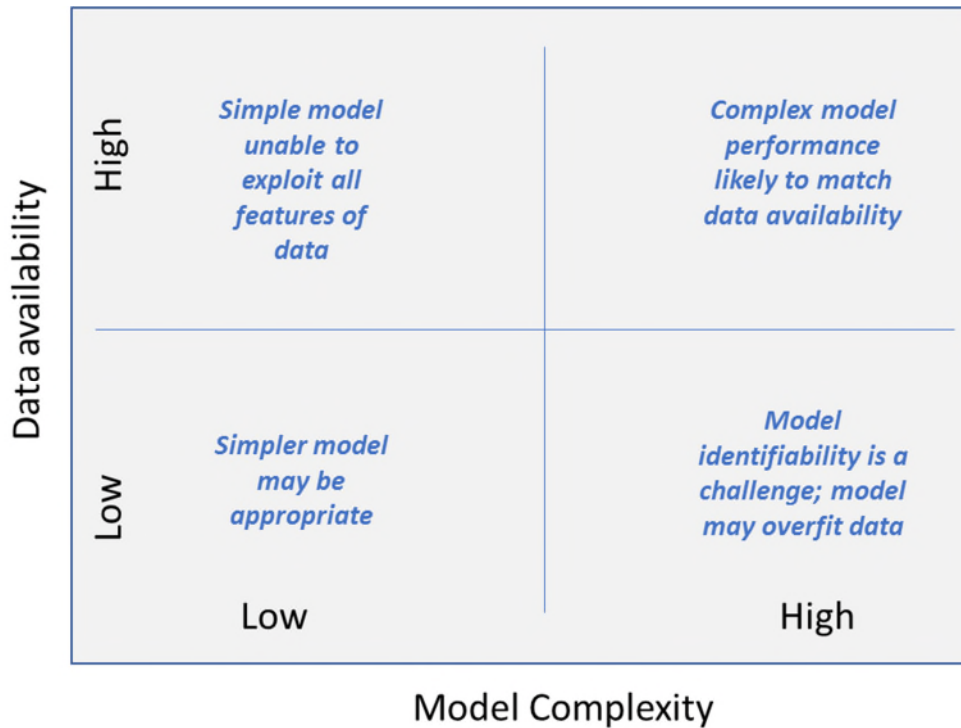 Data availability
High
Simple model
unable to
exploit all
features of
data
Complex model
performance
likely to match
data availability
Low
Simpler model
may be
appropriate
Model
identifiability is a
challenge; model
may overfit data
Low
High
Model Complexity